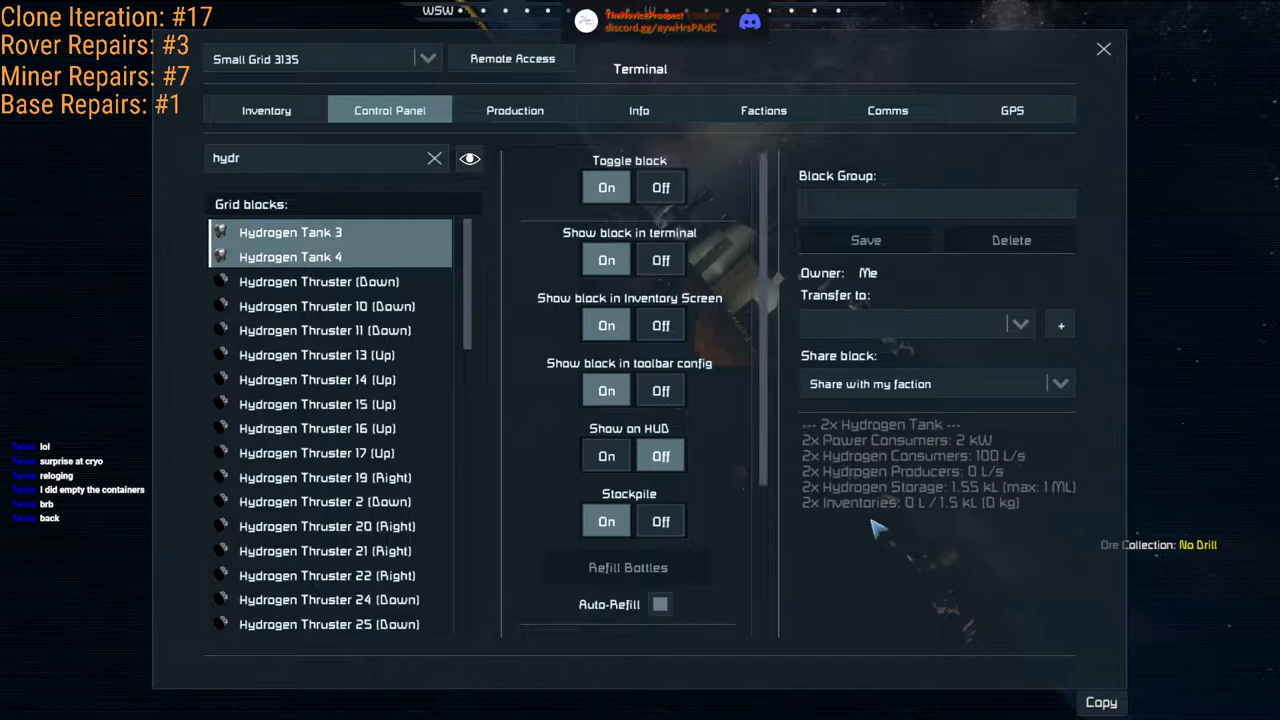 Clone Iteration: #17
Rover Repairs: #3
Miner Repairs: #7
Base Repairs: #1
WSW
TheNoviceProspect
discord.gg/aywHrsPAdC
Small Grid 3135
Remote Access
Terminal
Inventory
Control Panel
Production
Info
Factions
Comms
GPS
hydr
Grid blocks:
Hydrogen Tank 3
Hydrogen Tank 4
Hydrogen Thruster (Down)
Hydrogen Thruster 10 (Down)
Hydrogen Thruster 11 (Down)
Hydrogen Thruster 13 (Up)
Hydrogen Thruster 14 (Up)
Hydrogen Thruster 15 (Up)
Hydrogen Thruster 16 (Up)
Hydrogen Thruster 17 (Up)
Hydrogen Thruster 19 (Right)
Hydrogen Thruster 2 (Down)
Hydrogen Thruster 20 (Right)
Hydrogen Thruster 21 (Right)
Hydrogen Thruster 22 (Right)
Hydrogen Thruster 24 (Down)
Hydrogen Thruster 25 (Down)
Toggle block
On Off
Show block in terminal
On Off
Show block in Inventory Screen
On Off
Show block in toolbar config
On Off
Show on HUD
On Off
Stockpile
On Off
Refill Bottles
Auto-Refill
Block Group:
Save Delete
Owner: Me
Transfer to:
+
Share block:
Share with my faction
--- 2x Hydrogen Tank ---
2x Power Consumers: 2 kW
2x Hydrogen Consumers: 100 L/s
2x Hydrogen Producers: 0 L/s
2x Hydrogen Storage: 1.55 kL (max: 1 ML)
2x Inventories: 0 L / 1.5 kL (0 kg)
lol
surprise at cryo
reloging
I did empty the containers
brb
back
Ore Collection: No Drill
Copy